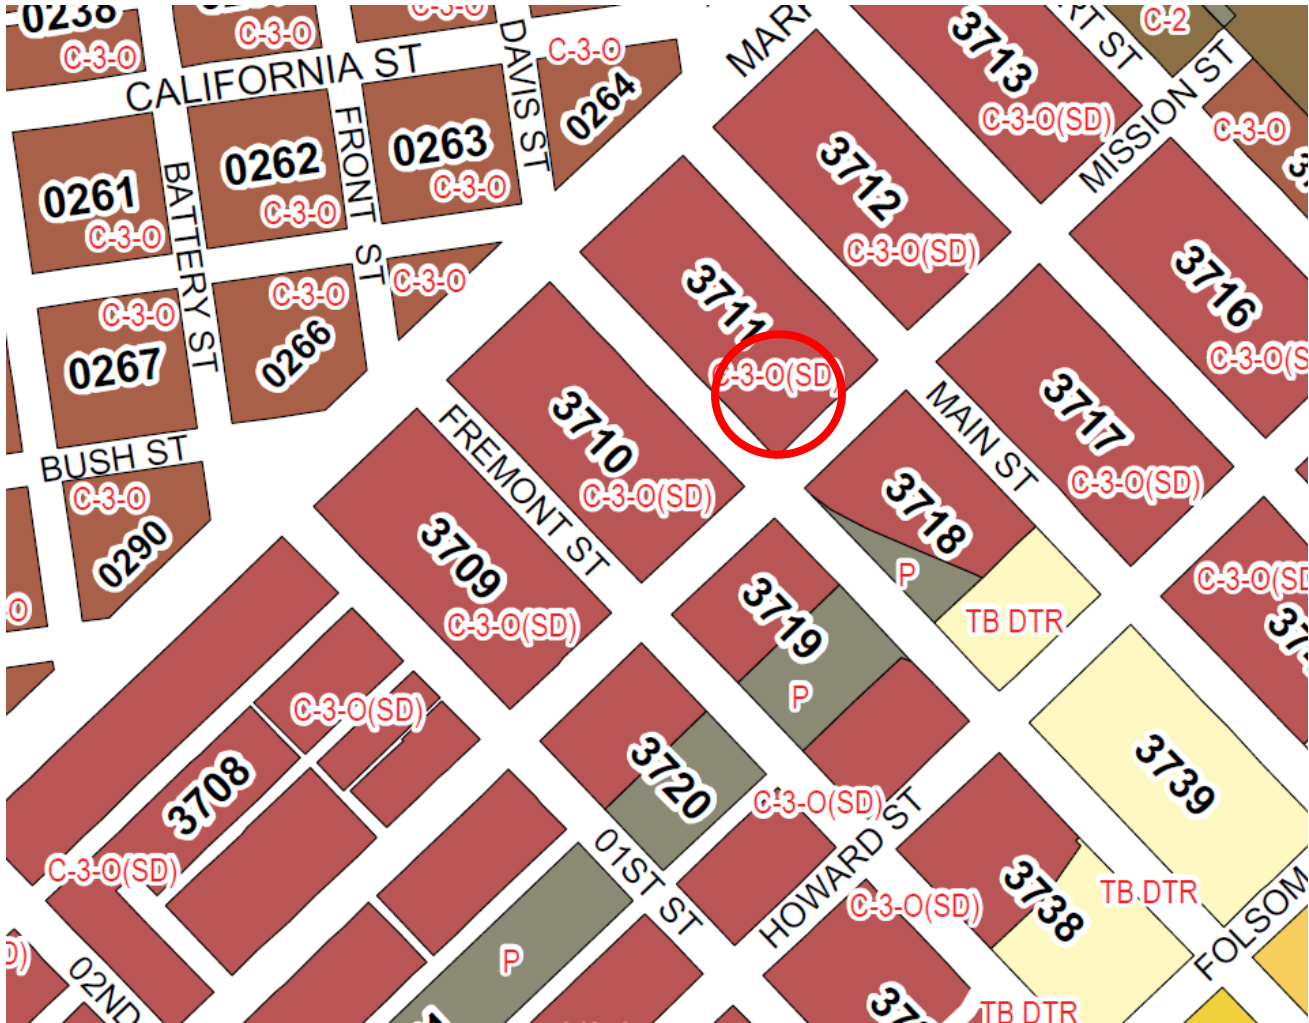 0238
C-3-O
C-3-O
C-3-O
CALIFORNIA ST
DAVIS ST
C-3-O
0264
C-2
3713
C-3-O(SD)
MISSION ST
C-3-O
0261
C-3-O
BATTERY ST
0262
C-3-O
FRONT ST
0263
C-3-O
3712
C-3-O(SD)
3716
3711
C-3-O(SD)
C-3-O
C-3-O
0267
C-3-O
0266
C-3-O
BUSH ST
C-3-O
0290
FREMONT ST
3710
C-3-O(SD)
MAIN ST
3717
C-3-O(SD)
3718
P
TB DTR
3709
C-3-O(SD)
3719
P
C-3-O(SD)
3708
C-3-O(SD)
3720
C-3-O(SD)
01ST ST
HOWARD ST
3739
TB DTR
3738
C-3-O(SD)
FOLSOM
P
02ND
TB DTR